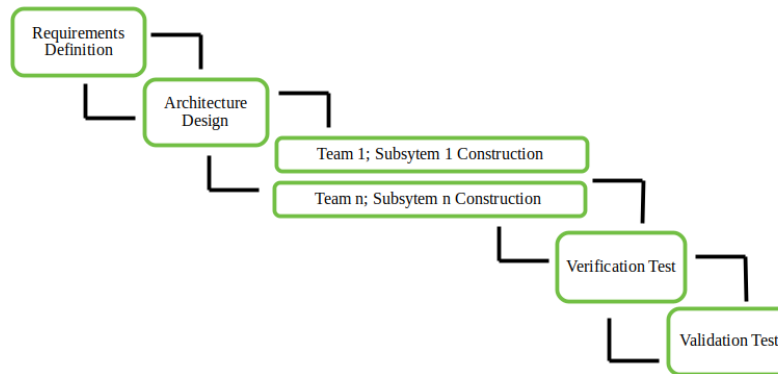 Requirements
Definition
Architecture
Design
Team 1; Subsytem 1 Construction
Team n; Subsytem n Construction
Verification Test
Validation Test